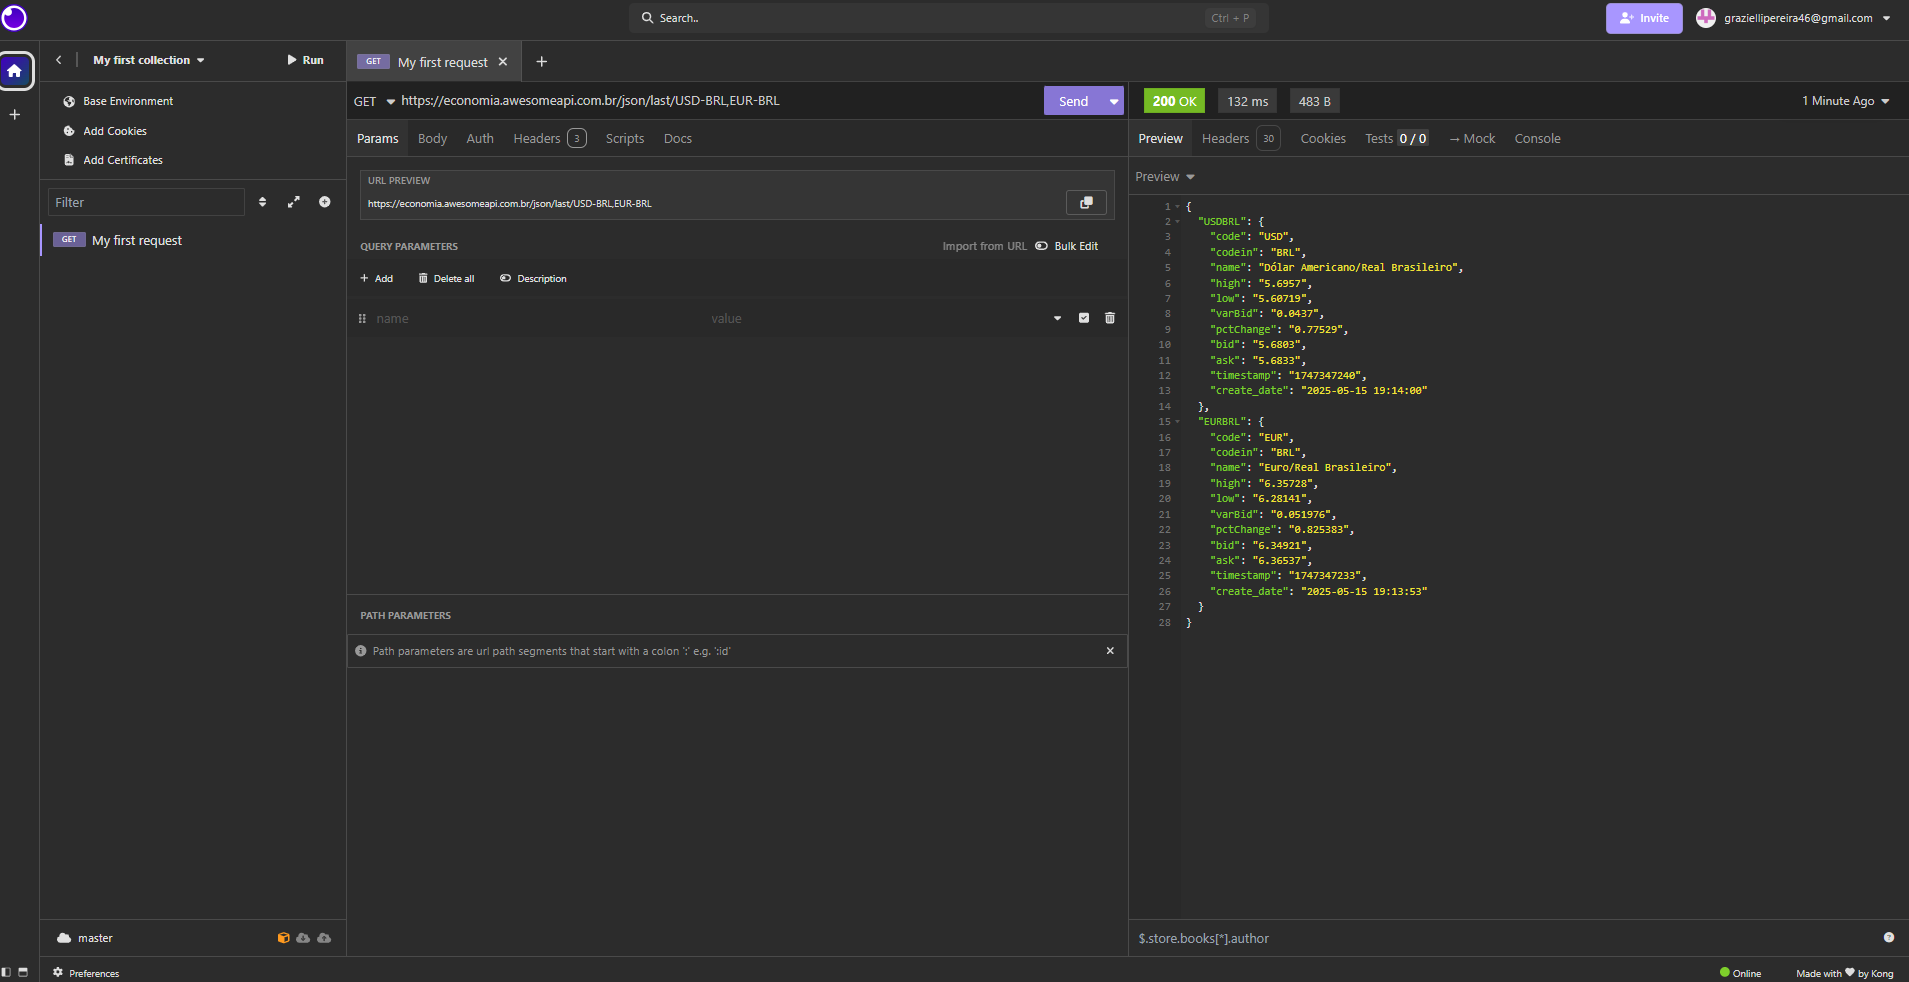 Search..
Ctrl + P
Invite
graziellipereira46@gmail.com
My first collection
Run
Base Environment
Add Cookies
Add Certificates
Filter
GET My first request
master
Preferences
GET My first request
GET https://economia.awesomeapi.com.br/json/last/USD-BRL,EUR-BRL
Send
Params Body Auth Headers 3 Scripts Docs
URL PREVIEW
https://economia.awesomeapi.com.br/json/last/USD-BRL,EUR-BRL
QUERY PARAMETERS
Import from URL Bulk Edit
Add Delete all Description
name value
PATH PARAMETERS
Path parameters are url path segments that start with a colon ':' e.g. ':id'
200 OK 132 ms 483 B
1 Minute Ago
Preview Headers 30 Cookies Tests 0 / 0 → Mock Console
Preview
1 {
2 "USDBRL": {
3 "code": "USD",
4 "codein": "BRL",
5 "name": "Dólar Americano/Real Brasileiro",
6 "high": "5.6957",
7 "low": "5.60719",
8 "varBid": "0.0437",
9 "pctChange": "0.77529",
10 "bid": "5.6803",
11 "ask": "5.6833",
12 "timestamp": "1747347240",
13 "create_date": "2025-05-15 19:14:00"
14 },
15 "EURBRL": {
16 "code": "EUR",
17 "codein": "BRL",
18 "name": "Euro/Real Brasileiro",
19 "high": "6.35728",
20 "low": "6.28141",
21 "varBid": "0.051976",
22 "pctChange": "0.825383",
23 "bid": "6.34921",
24 "ask": "6.36537",
25 "timestamp": "1747347233",
26 "create_date": "2025-05-15 19:13:53"
27 }
28 }
$.store.books[*].author
Online
Made with ♥ by Kong